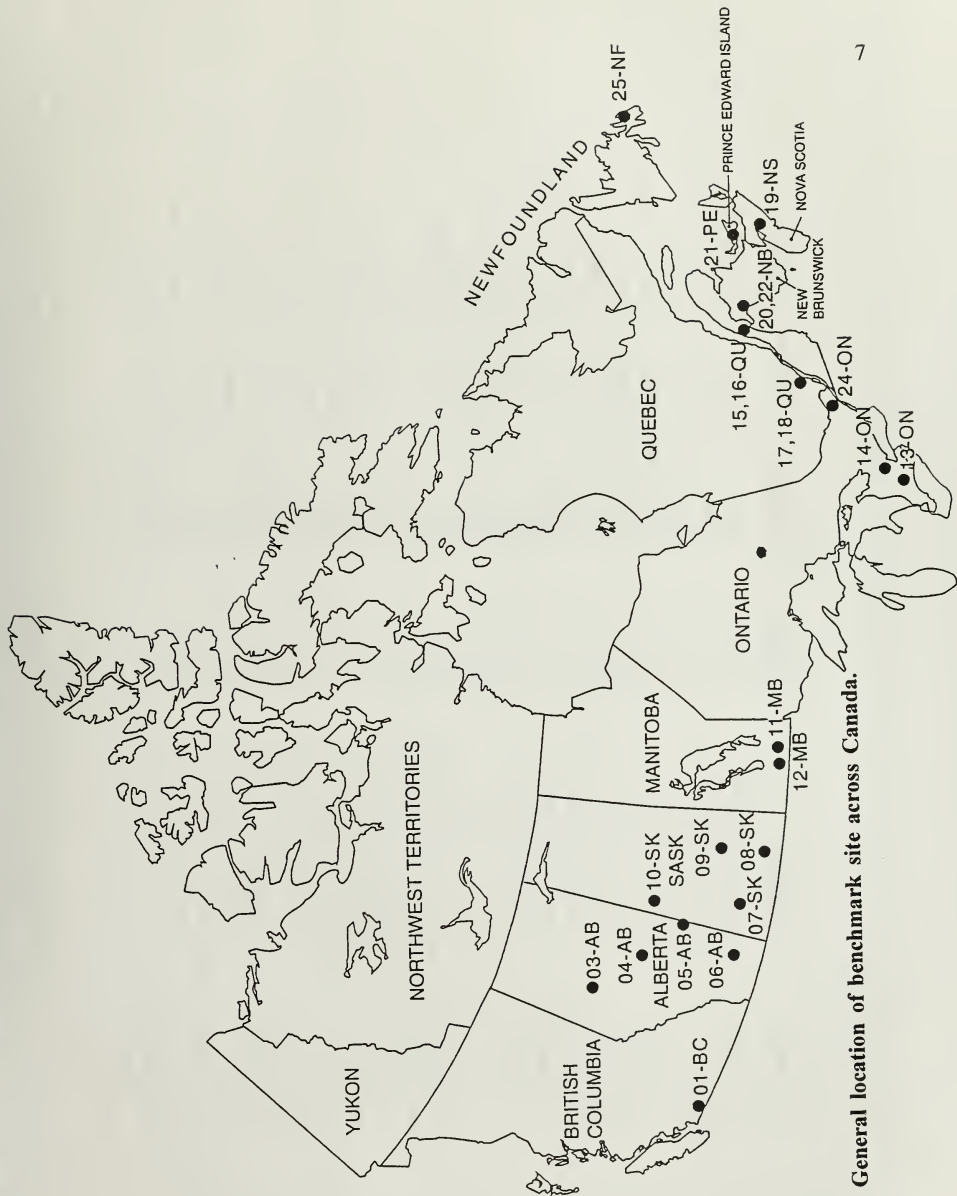 7
YUKON
NORTHWEST TERRITORIES
BRITISH
COLUMBIA
01-BC
03-AB
04-AB
ALBERTA
05-AB
06-AB
10-SK
SASK
09-SK
07-SK
08-SK
MANITOBA
12-MB
11-MB
ONTARIO
14-ON
13-ON
24-ON
QUEBEC
17,18-QU
15,16-QU
NEWFOUNDLAND
25-NF
21-PE
PRINCE EDWARD ISLAND
20,22-NB
NEW
BRUNSWICK
19-NS
NOVA SCOTIA
General location of benchmark site across Canada.